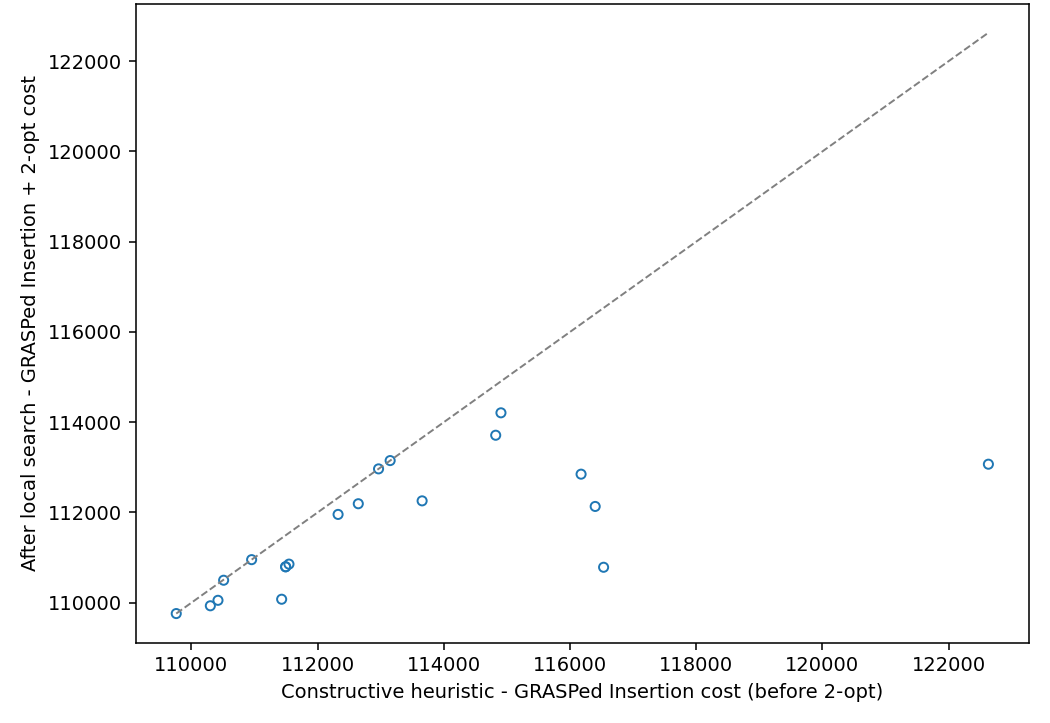 122000
120000
118000
116000
114000
112000
110000
After local search - GRASPed Insertion + 2-opt cost
110000 112000 114000 116000 118000 120000 122000
Constructive heuristic - GRASPed Insertion cost (before 2-opt)